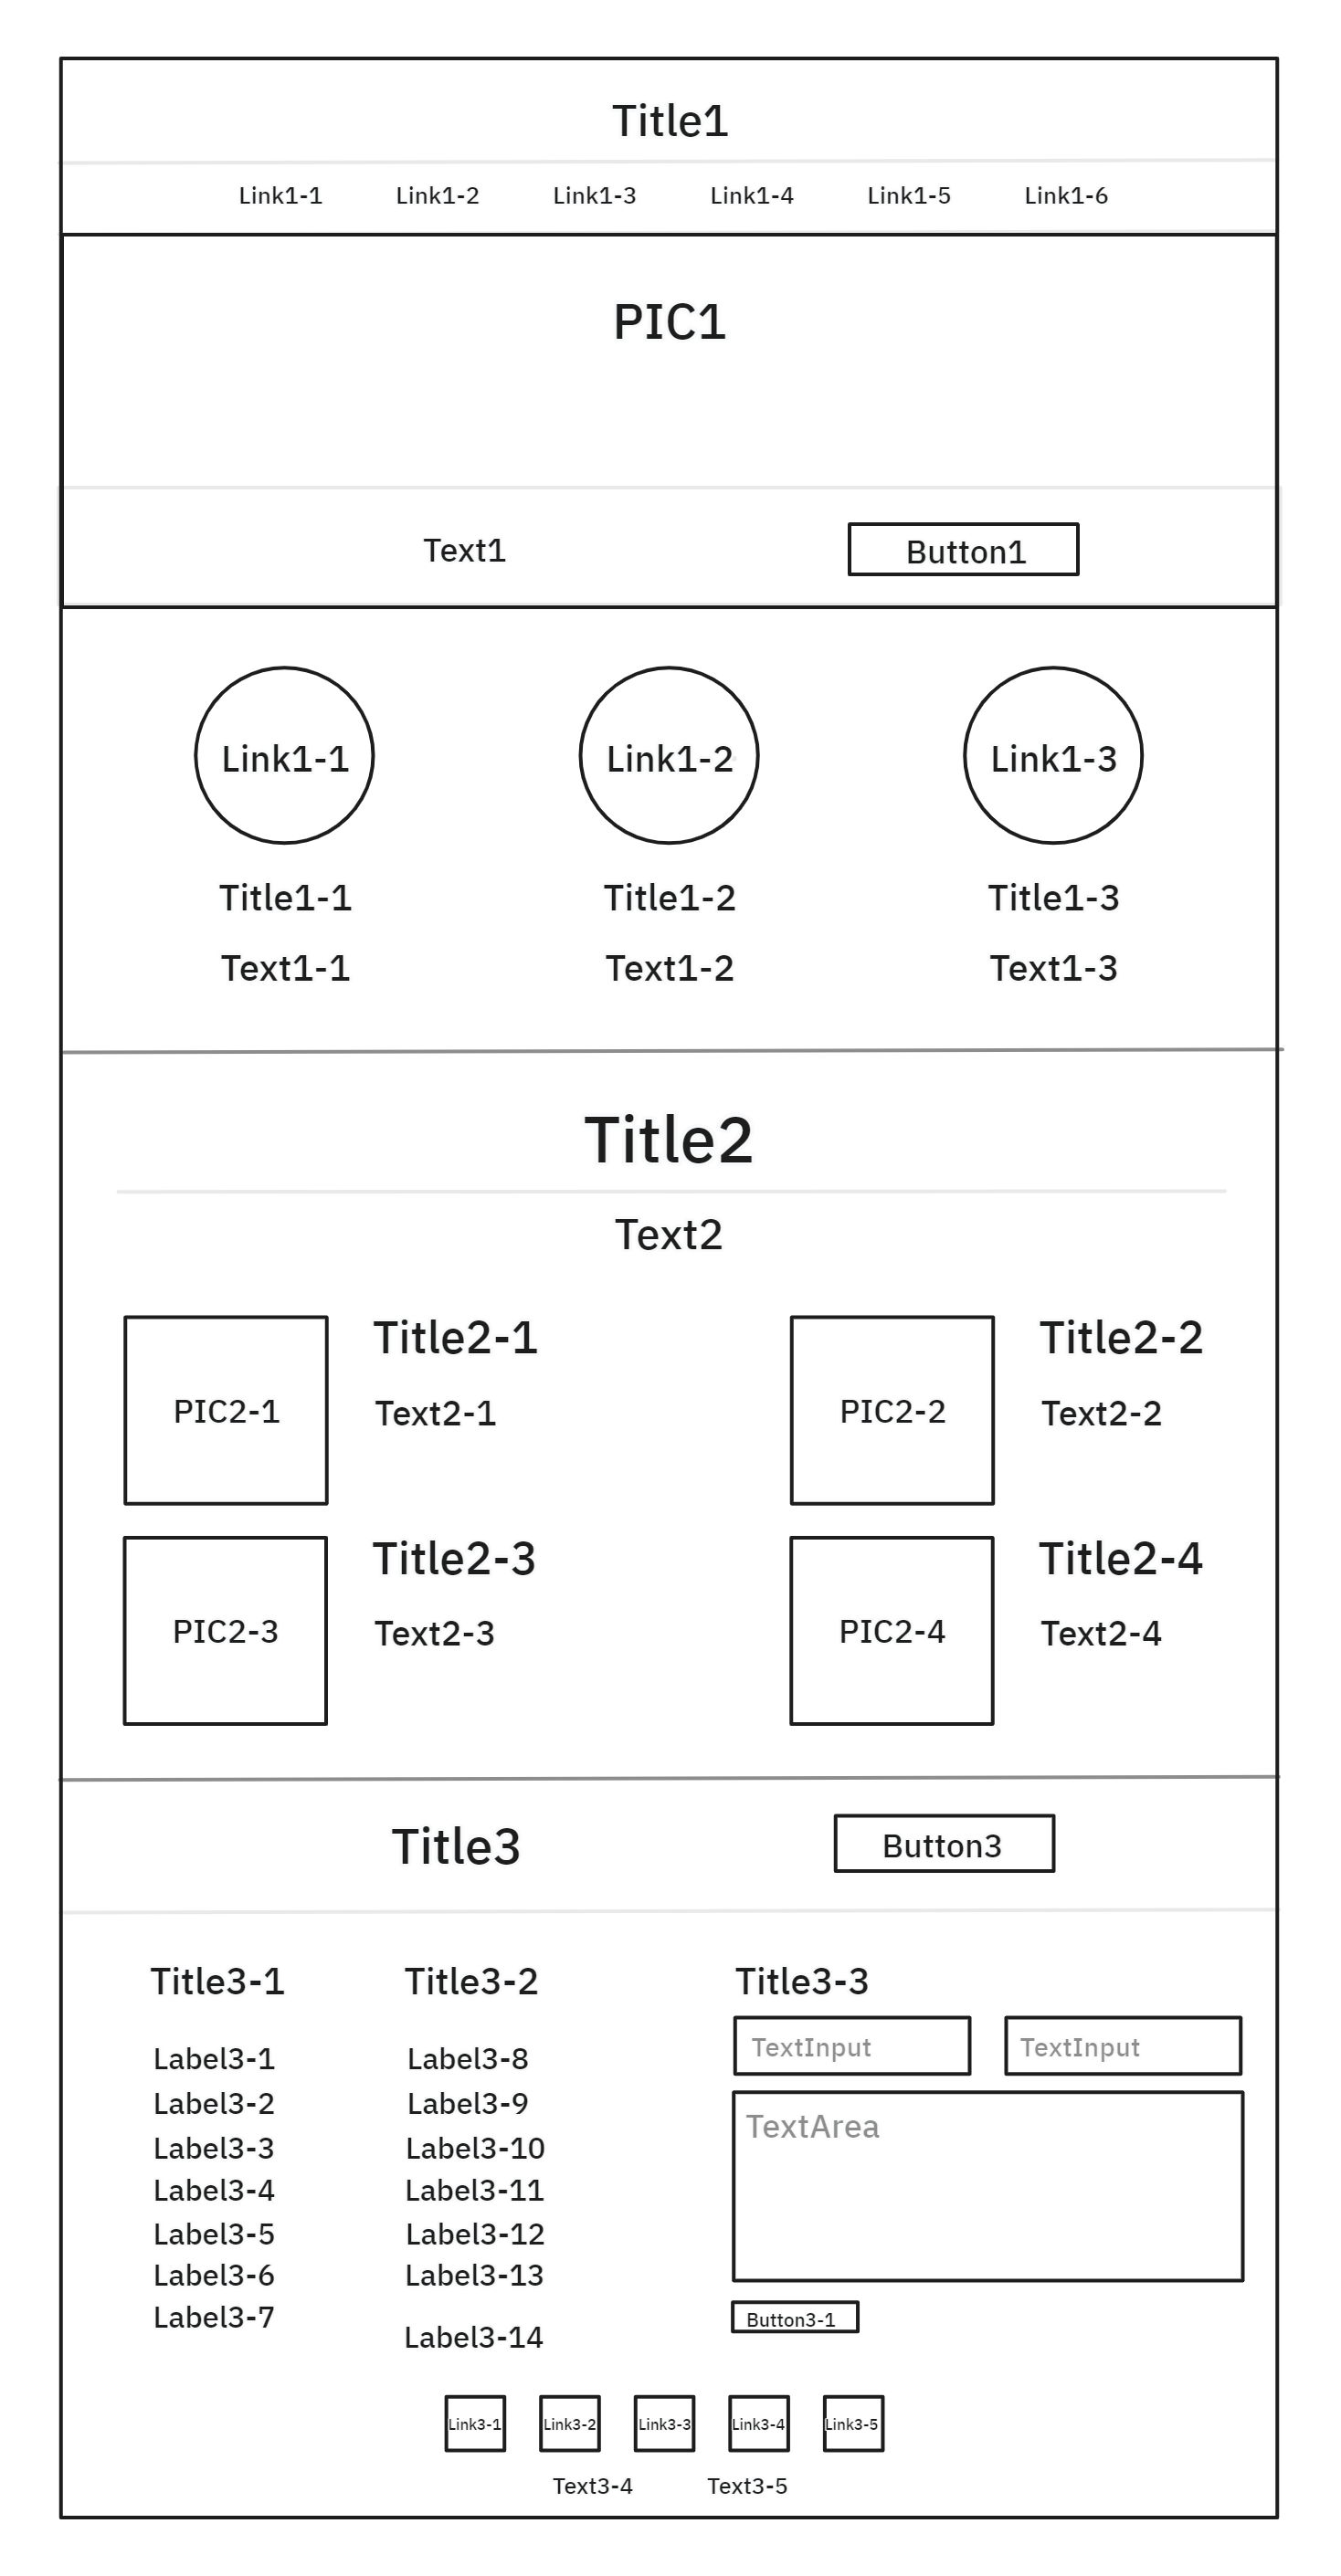 Title1
Link1-1 Link1-2 Link1-3 Link1-4 Link1-5 Link1-6
PIC1
Text1 Button1
Link1-1 Link1-2 Link1-3
Title1-1 Title1-2 Title1-3
Text1-1 Text1-2 Text1-3
Title2
Text2
PIC2-1
Title2-1
Text2-1
PIC2-2
Title2-2
Text2-2
PIC2-3
Title2-3
Text2-3
PIC2-4
Title2-4
Text2-4
Title3 Button3
Title3-1
Label3-1
Label3-2
Label3-3
Label3-4
Label3-5
Label3-6
Label3-7
Title3-2
Label3-8
Label3-9
Label3-10
Label3-11
Label3-12
Label3-13
Label3-14
Title3-3
TextInput TextInput
TextArea
Button3-1
Link3-1 Link3-2 Link3-3 Link3-4 Link3-5
Text3-4 Text3-5